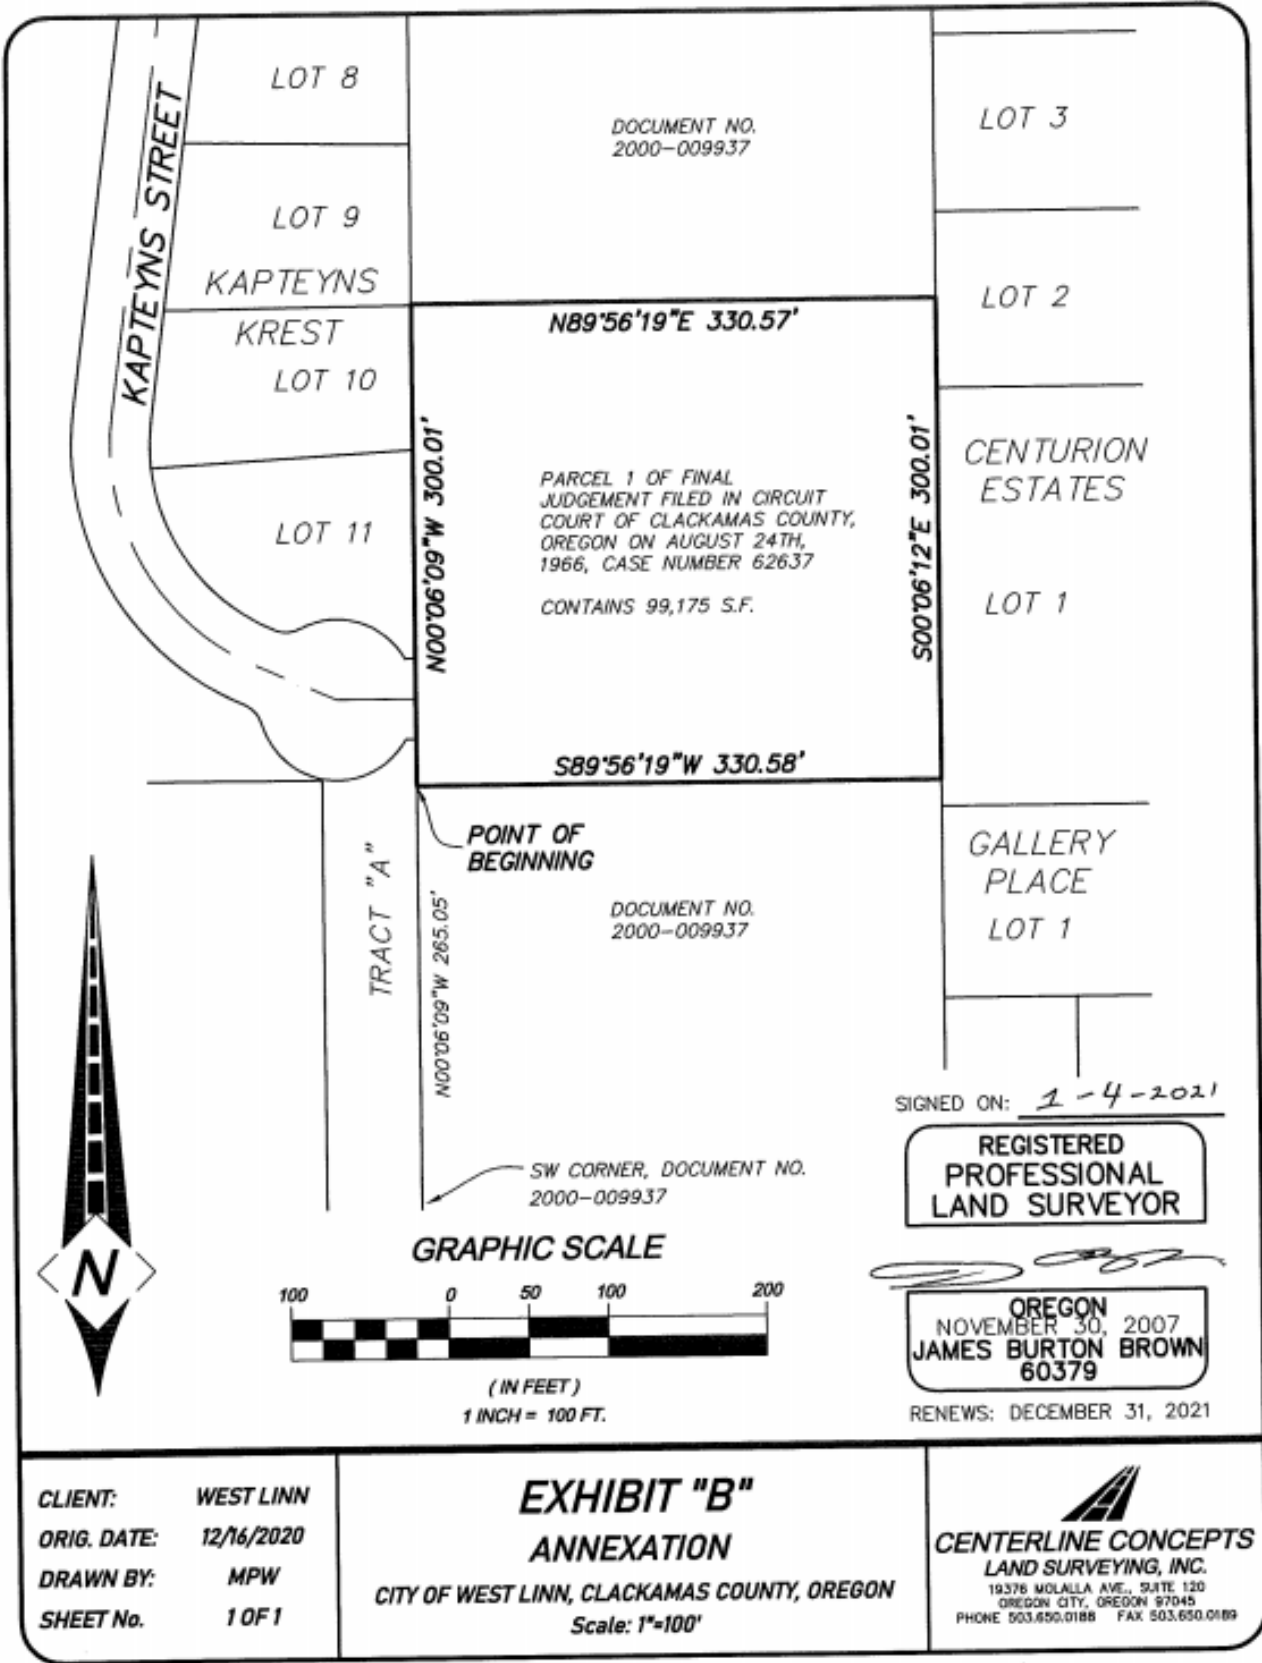 LOT 8
DOCUMENT NO.
2000-009937
LOT 3
KAPTEYNS STREET
LOT 9
KAPTEYNS
KREST
LOT 10
LOT 2
N89°56'19"E 330.57'
N00°06'09"W 300.01'
S00°06'12"E 300.01'
CENTURION
ESTATES
PARCEL 1 OF FINAL
JUDGEMENT FILED IN CIRCUIT
COURT OF CLACKAMAS COUNTY,
OREGON ON AUGUST 24TH,
1966, CASE NUMBER 62637
CONTAINS 99,175 S.F.
LOT 11
LOT 1
S89°56'19"W 330.58'
POINT OF
BEGINNING
GALLERY
PLACE
LOT 1
TRACT "A"
N00°06'09"W 265.05'
DOCUMENT NO.
2000-009937
SW CORNER, DOCUMENT NO.
2000-009937
SIGNED ON: 1-4-2021
REGISTERED
PROFESSIONAL
LAND SURVEYOR
OREGON
NOVEMBER 30, 2007
JAMES BURTON BROWN
60379
RENEWS: DECEMBER 31, 2021
N
GRAPHIC SCALE
100 0 50 100 200
( IN FEET )
1 INCH = 100 FT.
CLIENT: WEST LINN
ORIG. DATE: 12/16/2020
DRAWN BY: MPW
SHEET No. 1 OF 1
EXHIBIT "B"
ANNEXATION
CITY OF WEST LINN, CLACKAMAS COUNTY, OREGON
Scale: 1"=100'
CENTERLINE CONCEPTS
LAND SURVEYING, INC.
19376 MOLALLA AVE., SUITE 120
OREGON CITY, OREGON 97045
PHONE 503.650.0188 FAX 503.650.0189